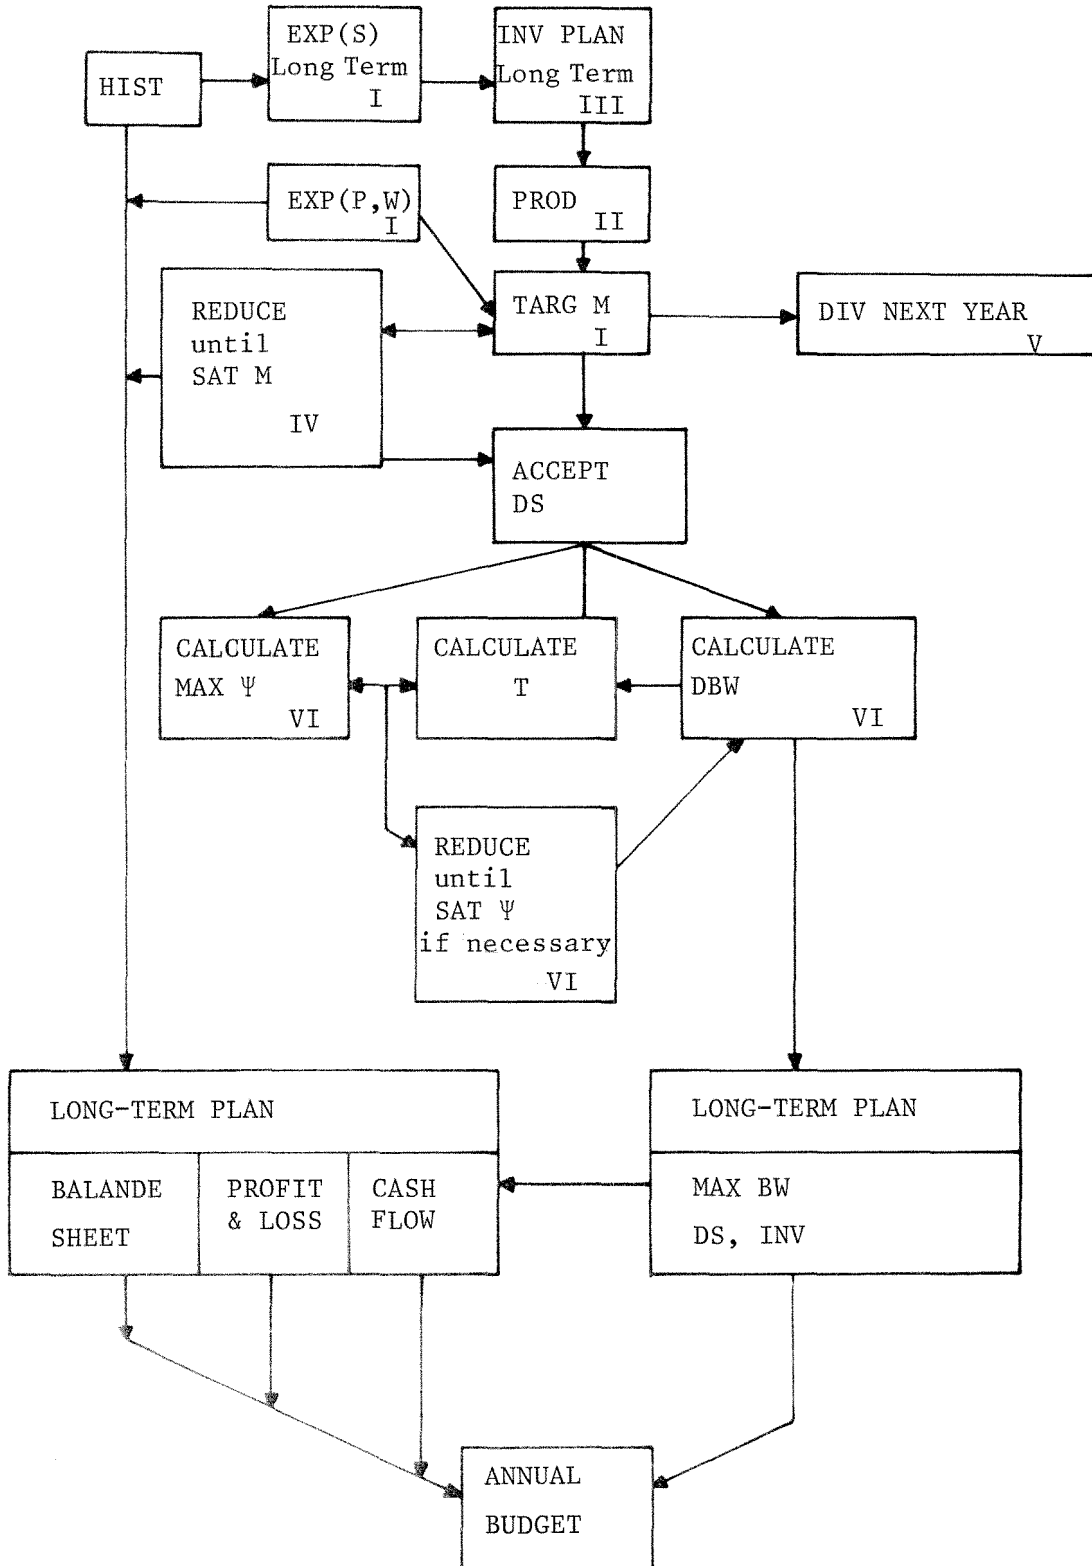 EXP(S)
Long Term
I
INV PLAN
Long Term
III
HIST
EXP(P,W)
I
PROD
II
REDUCE
until
SAT M
IV
TARG M
I
DIV NEXT YEAR
V
ACCEPT
DS
CALCULATE
MAX Ψ
VI
CALCULATE
T
CALCULATE
DBW
VI
REDUCE
until
SAT Ψ
if necessary
VI
LONG-TERM PLAN
BALANDE
SHEET
PROFIT
& LOSS
CASH
FLOW
LONG-TERM PLAN
MAX BW
DS, INV
ANNUAL
BUDGET